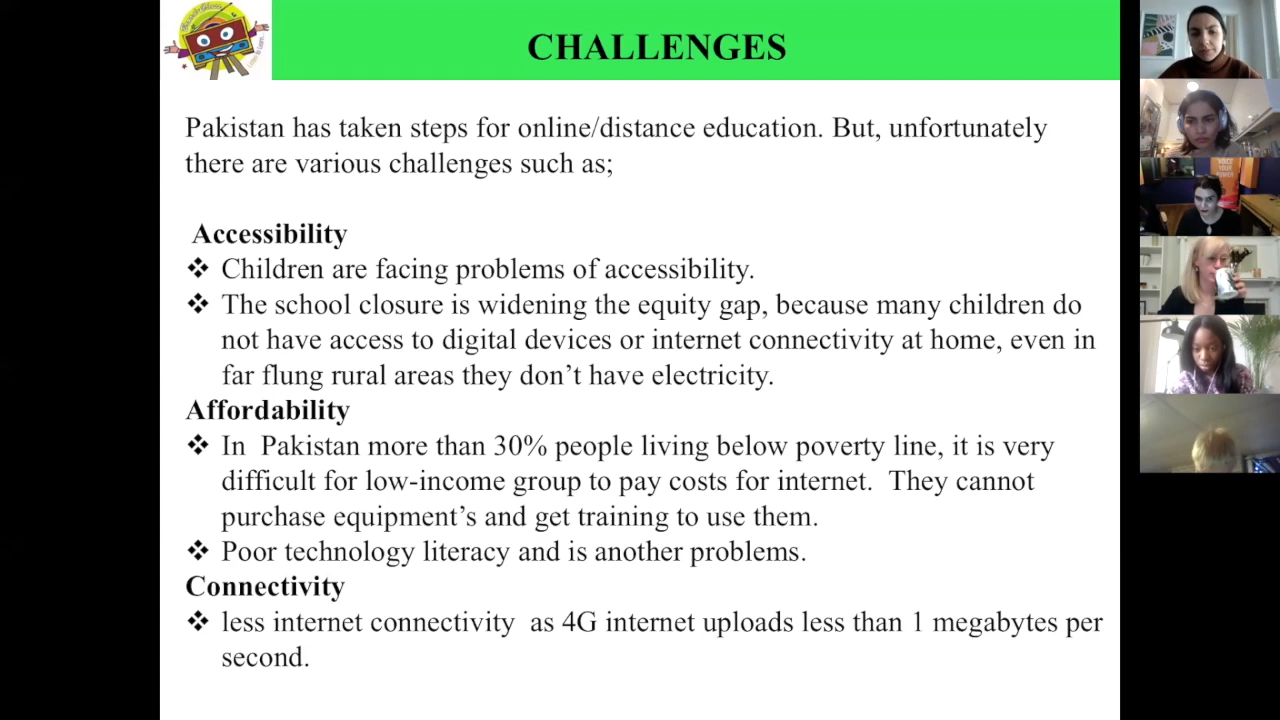 CHALLENGES
Pakistan has taken steps for online/distance education. But, unfortunately
there are various challenges such as;
Accessibility
❖ Children are facing problems of accessibility.
❖ The school closure is widening the equity gap, because many children do
not have access to digital devices or internet connectivity at home, even in
far flung rural areas they don’t have electricity.
Affordability
❖ In Pakistan more than 30% people living below poverty line, it is very
difficult for low-income group to pay costs for internet. They cannot
purchase equipment’s and get training to use them.
❖ Poor technology literacy and is another problems.
Connectivity
❖ less internet connectivity as 4G internet uploads less than 1 megabytes per
second.
VOICE
YOUR
POWER